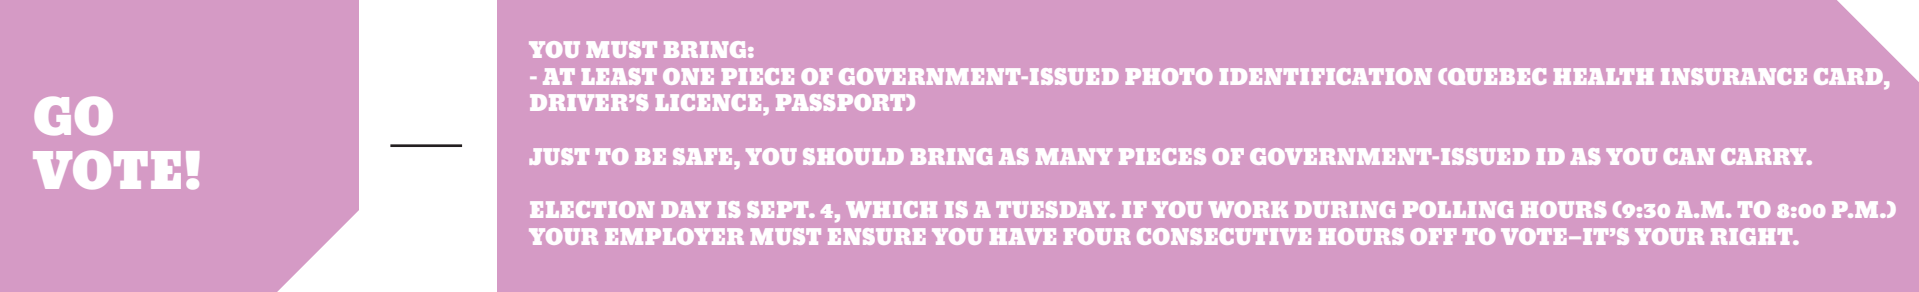 GO
VOTE!
YOU MUST BRING:
- AT LEAST ONE PIECE OF GOVERNMENT-ISSUED PHOTO IDENTIFICATION (QUEBEC HEALTH INSURANCE CARD,
DRIVER’S LICENCE, PASSPORT)
JUST TO BE SAFE, YOU SHOULD BRING AS MANY PIECES OF GOVERNMENT-ISSUED ID AS YOU CAN CARRY.
ELECTION DAY IS SEPT. 4, WHICH IS A TUESDAY. IF YOU WORK DURING POLLING HOURS (9:30 A.M. TO 8:00 P.M.)
YOUR EMPLOYER MUST ENSURE YOU HAVE FOUR CONSECUTIVE HOURS OFF TO VOTE–IT’S YOUR RIGHT.